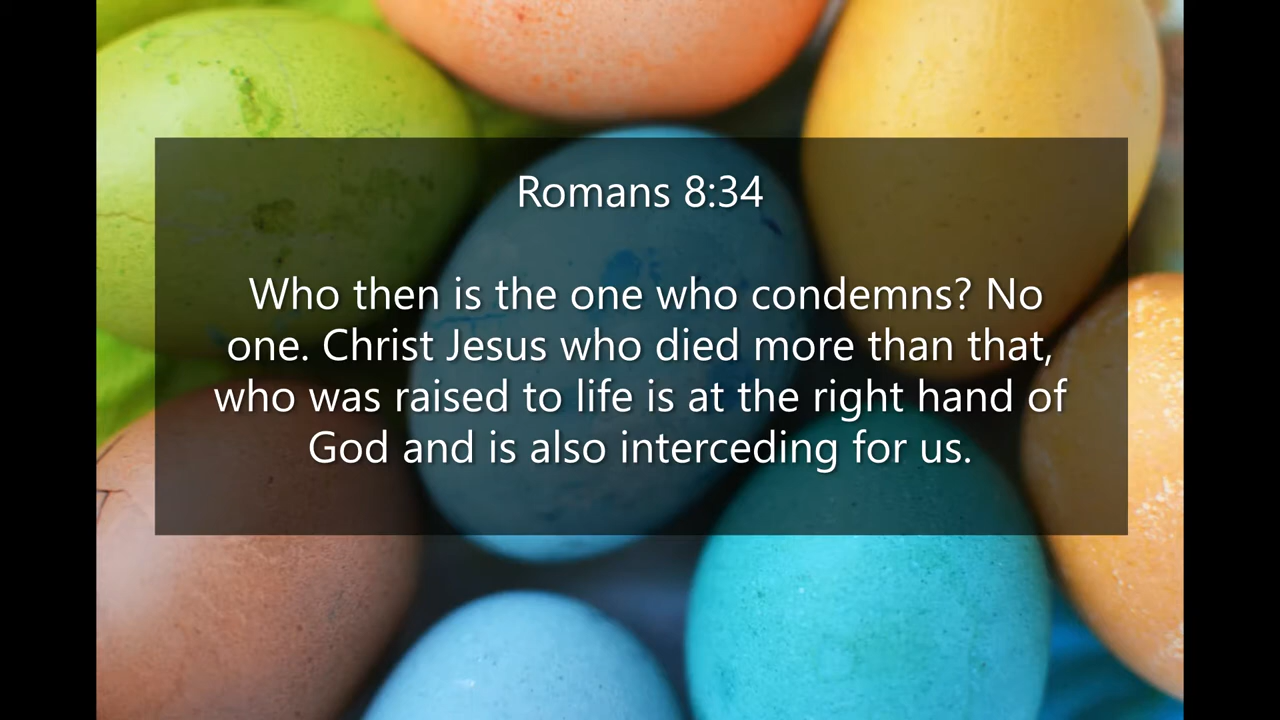 Romans 8:34
Who then is the one who condemns? No
one. Christ Jesus who died more than that,
who was raised to life is at the right hand of
God and is also interceding for us.